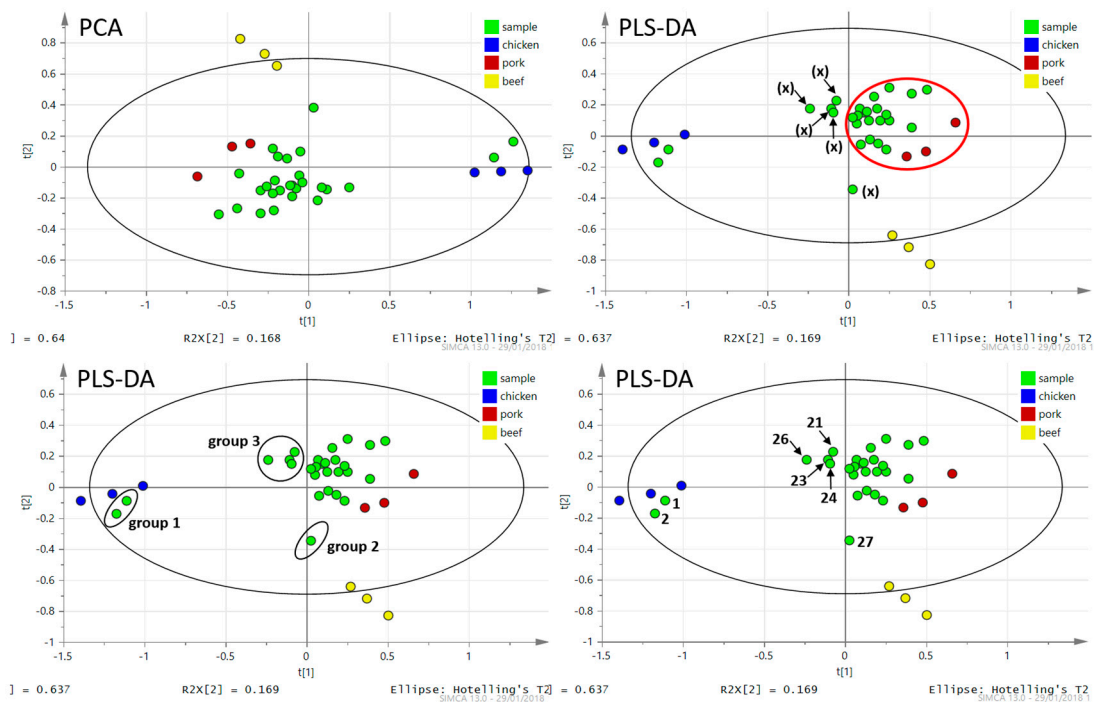 PCA
sample
chicken
pork
beef
0.8
0.6
0.4
0.2
0
-0.2
-0.4
-0.6
-0.8
t[2]
-1.5
-1
-0.5
0
0.5
1
t[1]
] = 0.64 R2X[2] = 0.168 Ellipse: Hotelling's T2
SIMCA 13.0 - 29/01/2018
PLS-DA
sample
chicken
pork
beef
(x)
(x)
(x)
(x)
(x)
0.6
0.4
0.2
0
-0.2
-0.4
-0.6
-0.8
-1
t[2]
-1.5
-1
-0.5
0
0.5
1
t[1]
] = 0.637 R2X[2] = 0.169 Ellipse: Hotelling's T2
SIMCA 13.0 - 29/01/2018 1
PLS-DA
sample
chicken
pork
beef
group 3
group 1
group 2
0.6
0.4
0.2
0
-0.2
-0.4
-0.6
-0.8
-1
t[2]
-1.5
-1
-0.5
0
0.5
1
t[1]
] = 0.637 R2X[2] = 0.169 Ellipse: Hotelling's T2
SIMCA 13.0 - 29/01/2018
PLS-DA
sample
chicken
pork
beef
21
26
23
24
1
2
27
0.6
0.4
0.2
0
-0.2
-0.4
-0.6
-0.8
-1
t[2]
-1.5
-1
-0.5
0
0.5
1
t[1]
] = 0.637 R2X[2] = 0.169 Ellipse: Hotelling's T2
SIMCA 13.0 - 29/01/2018 1